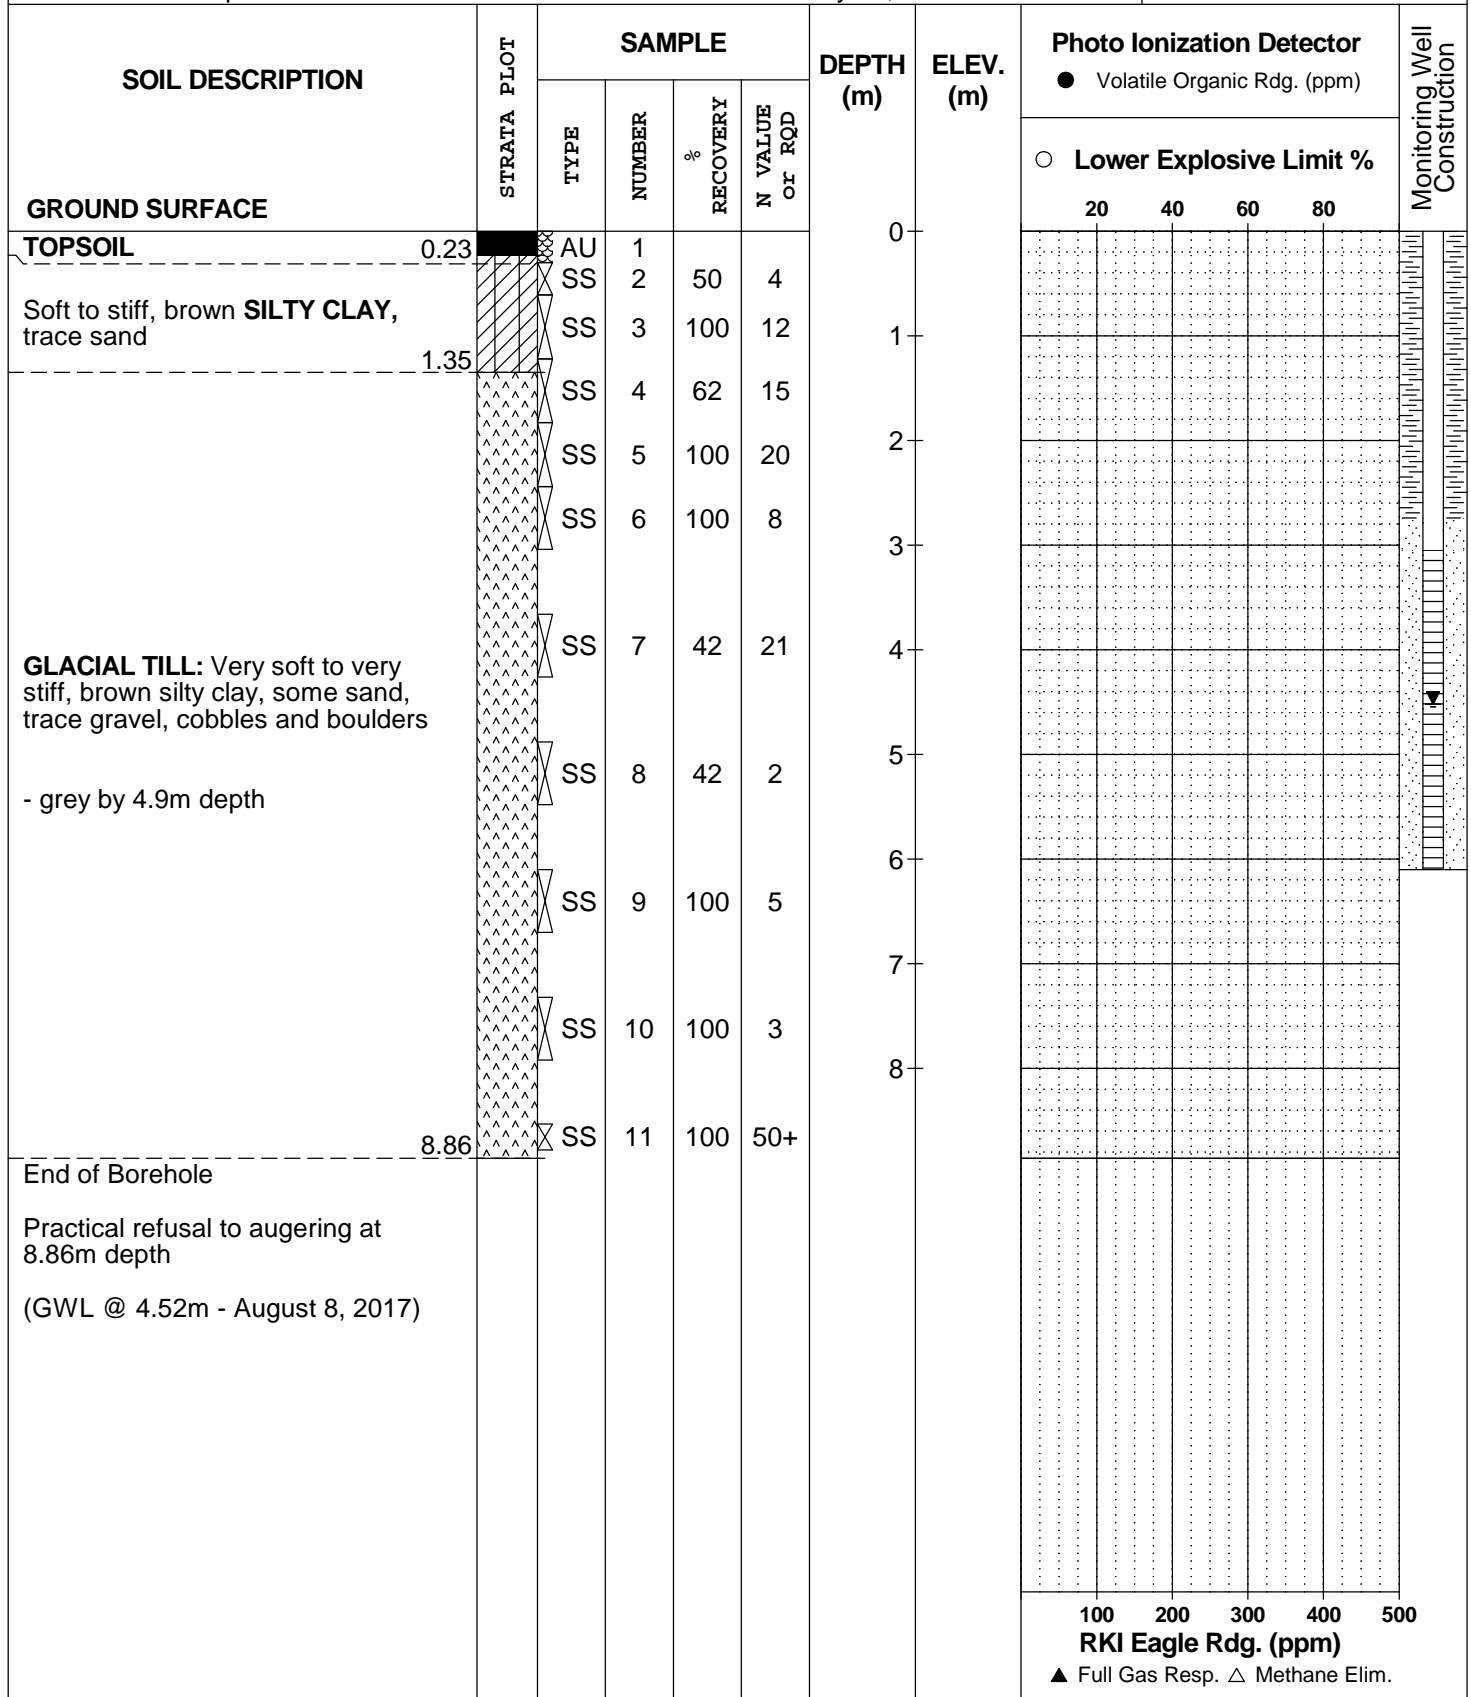 SOIL DESCRIPTION
GROUND SURFACE
STRATA PLOT
SAMPLE
TYPE
NUMBER
%
RECOVERY
N VALUE
or RQD
DEPTH
(m)
ELEV.
(m)
Photo Ionization Detector
● Volatile Organic Rdg. (ppm)
○ Lower Explosive Limit %
20 40 60 80
Monitoring Well
Construction
TOPSOIL 0.23
AU 1
SS 2 50 4
Soft to stiff, brown SILTY CLAY,
trace sand
1.35
SS 3 100 12
SS 4 62 15
SS 5 100 20
SS 6 100 8
SS 7 42 21
GLACIAL TILL: Very soft to very
stiff, brown silty clay, some sand,
trace gravel, cobbles and boulders
- grey by 4.9m depth
SS 8 42 2
SS 9 100 5
SS 10 100 3
SS 11 100 50+
8.86
0
1
2
3
4
5
6
7
8
End of Borehole
Practical refusal to augering at
8.86m depth
(GWL @ 4.52m - August 8, 2017)
100 200 300 400 500
RKI Eagle Rdg. (ppm)
▲ Full Gas Resp. △ Methane Elim.